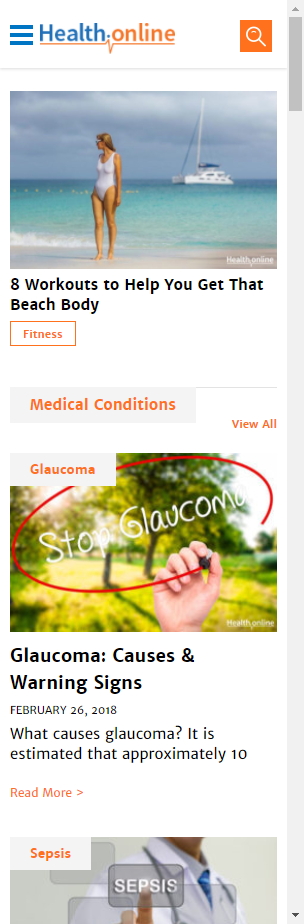 Health.online
Health.online
8 Workouts to Help You Get That
Beach Body
Fitness
Medical Conditions
View All
Glaucoma
Stop Glaucoma
Health.online
Glaucoma: Causes &
Warning Signs
FEBRUARY 26, 2018
What causes glaucoma? It is
estimated that approximately 10
Read More >
Sepsis
SEPSIS